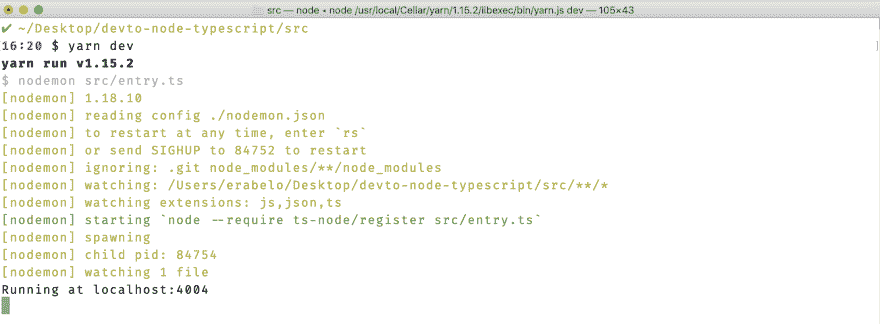 src — node • node /usr/local/Cellar/yarn/1.15.2/libexec/bin/yarn.js dev — 105×43
✔ ~/Desktop/devto-node-typescript/src
16:20 $ yarn dev
yarn run v1.15.2
$ nodemon src/entry.ts
[nodemon] 1.18.10
[nodemon] reading config ./nodemon.json
[nodemon] to restart at any time, enter `rs`
[nodemon] or send SIGHUP to 84752 to restart
[nodemon] ignoring: .git node_modules/**/node_modules
[nodemon] watching: /Users/erabelo/Desktop/devto-node-typescript/src/**/*
[nodemon] watching extensions: js,json,ts
[nodemon] starting `node --require ts-node/register src/entry.ts`
[nodemon] spawning
[nodemon] child pid: 84754
[nodemon] watching 1 file
Running at localhost:4004